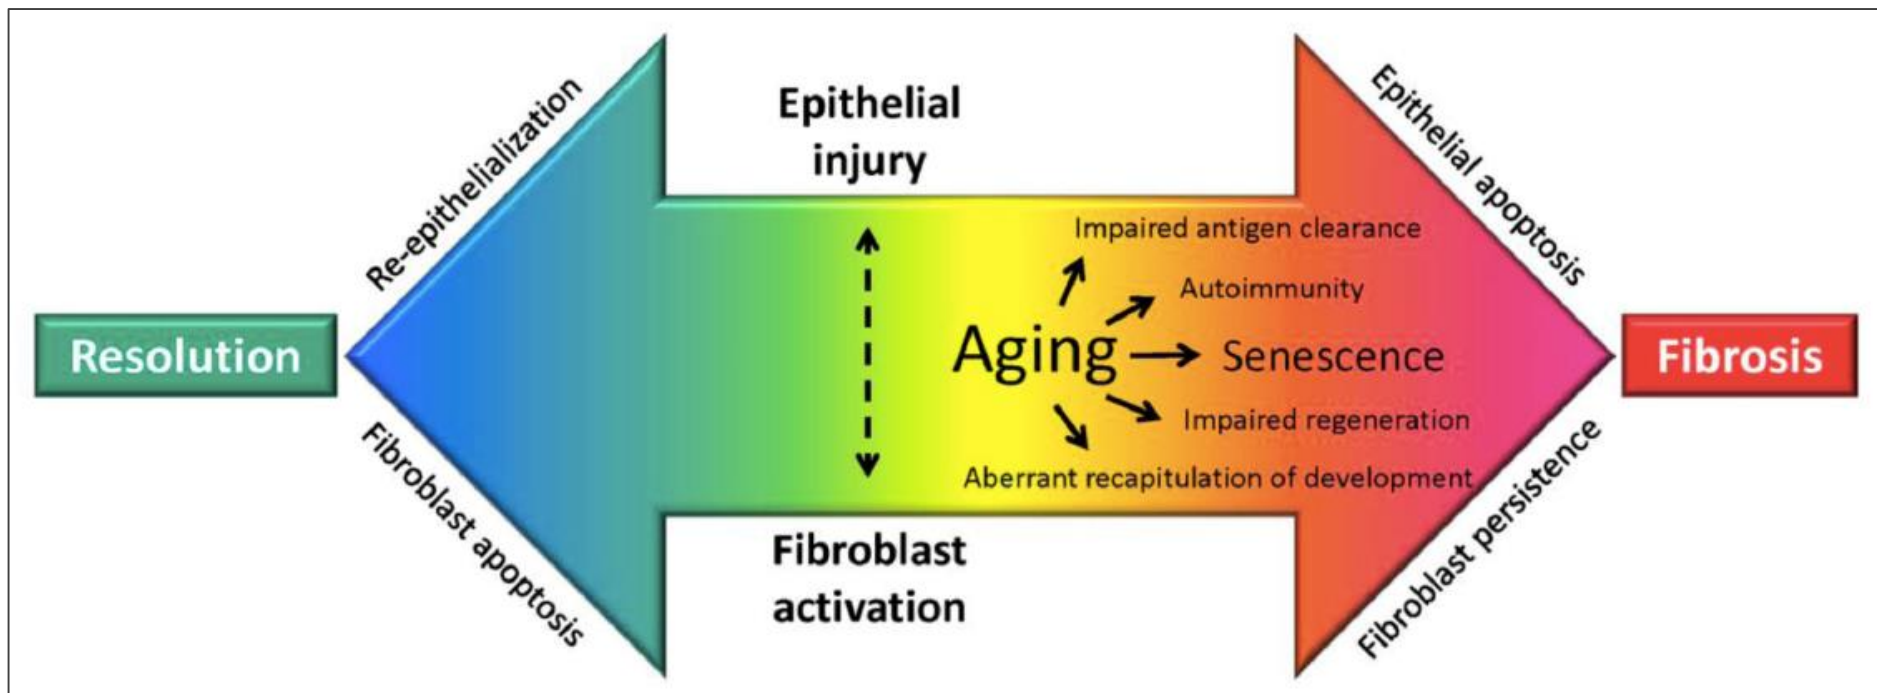 Resolution
Re-epithelialization
Fibroblast apoptosis
Epithelial
injury
Fibroblast
activation
Aging
Impaired antigen clearance
Autoimmunity
Senescence
Impaired regeneration
Aberrant recapitulation of development
Epithelial apoptosis
Fibroblast persistence
Fibrosis